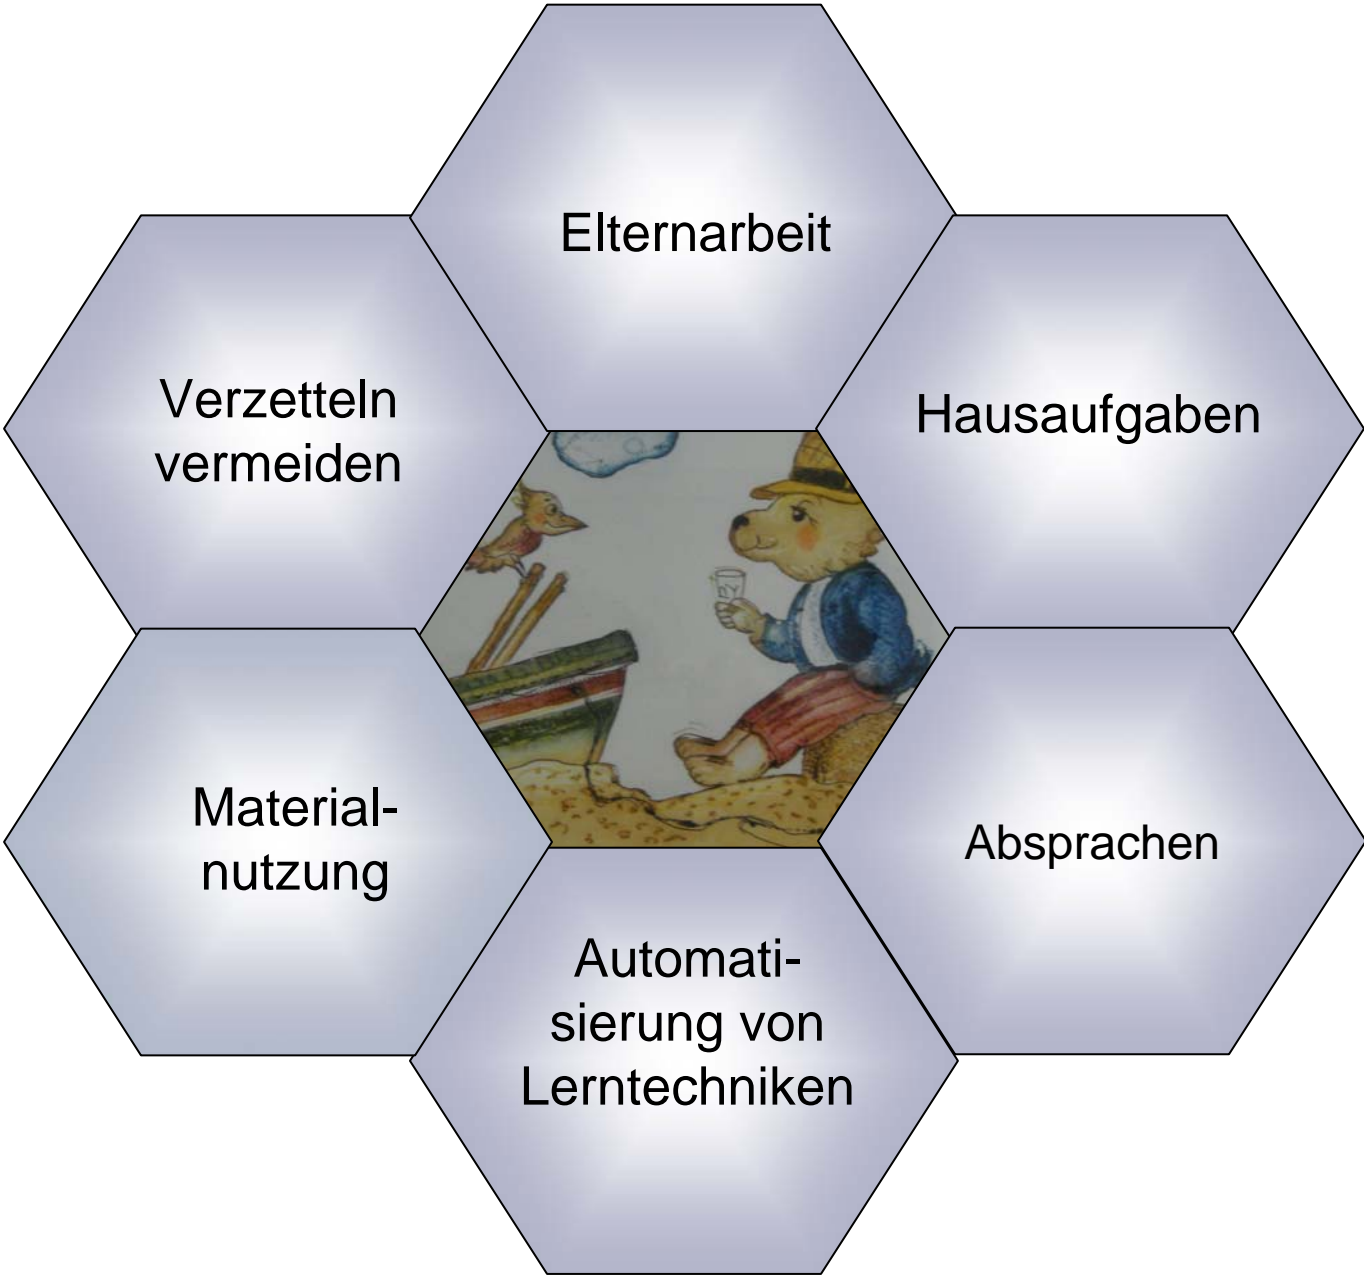 Elternarbeit
Hausaufgaben
Absprachen
Automati-
sierung von
Lerntechniken
Material-
nutzung
Verzetteln
vermeiden